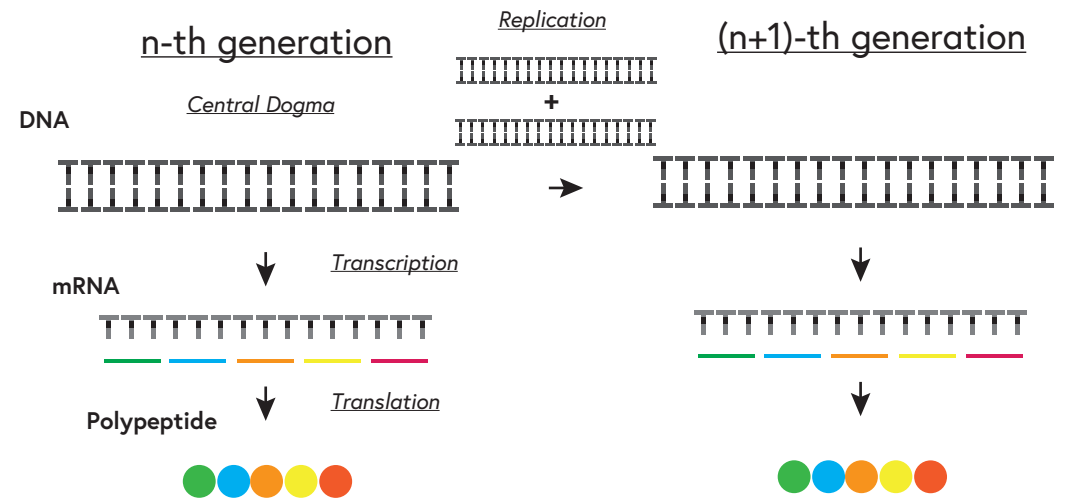 n-th generation
Replication
(n+1)-th generation
+
Central Dogma
DNA
Transcription
mRNA
Translation
Polypeptide